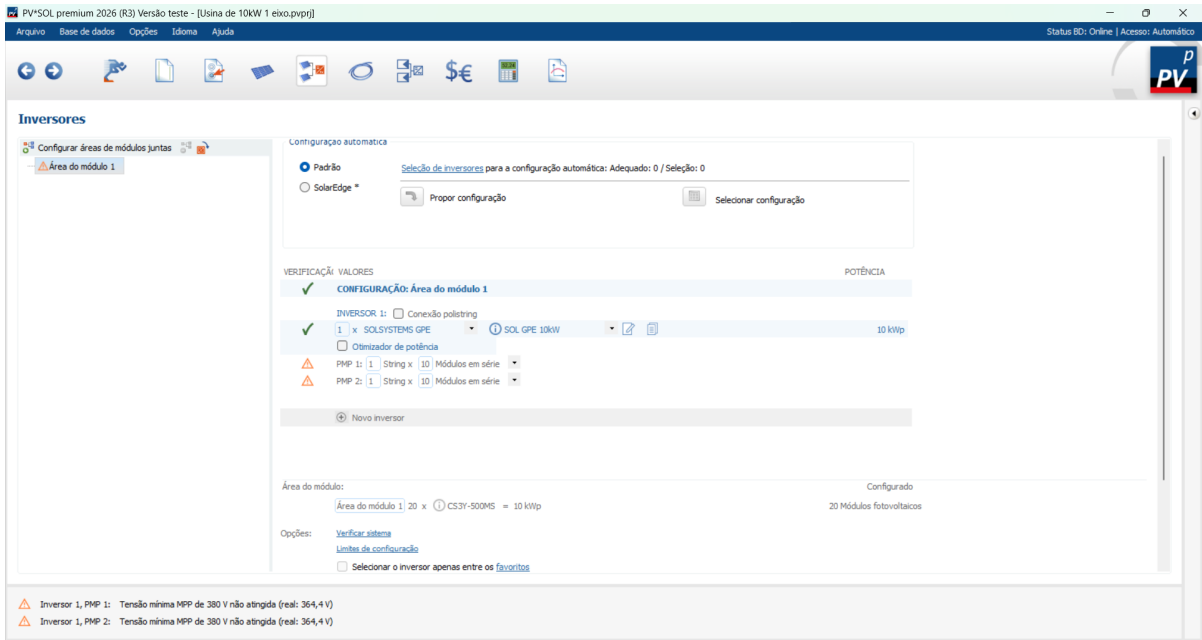 PV*SOL premium 2026 (R3) Versão teste - [Usina de 10kW 1 eixo.pvprj]
Arquivo Base de dados Opções Idioma Ajuda Status BD: Online | Acesso: Automático
p
PV
Inversores
Configurar áreas de módulos juntas
Área do módulo 1
Configuração automática
Padrão Seleção de inversores para a configuração automática: Adequado: 0 / Seleção: 0
SolarEdge *
Propor configuração Selecionar configuração
VERIFICAÇÃ( VALORES POTÊNCIA
CONFIGURAÇÃO: Área do módulo 1
INVERSOR 1: Conexão polistring
1 x SOLSYSTEMS GPE SOL GPE 10kW 10 kWp
Otimizador de potência
PMP 1: 1 String x 10 Módulos em série
PMP 2: 1 String x 10 Módulos em série
Novo inversor
Área do módulo: Configurado
Área do módulo 1 20 x CS3Y-500MS = 10 kWp 20 Módulos fotovoltaicos
Opções: Verificar sistema
Limites de configuração
Selecionar o inversor apenas entre os favoritos
Inversor 1, PMP 1: Tensão mínima MPP de 380 V não atingida (real: 364,4 V)
Inversor 1, PMP 2: Tensão mínima MPP de 380 V não atingida (real: 364,4 V)